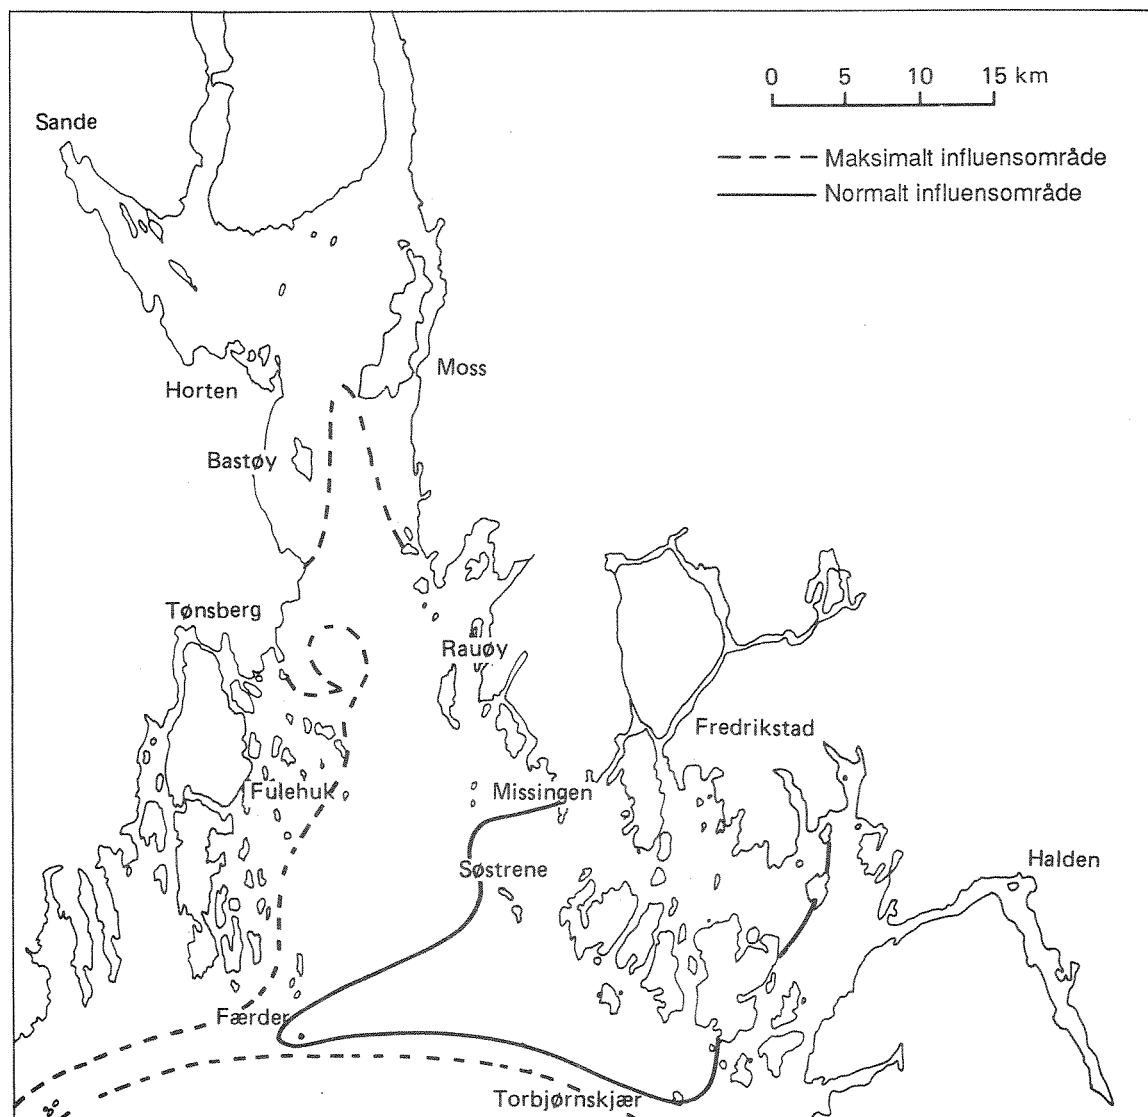 0 5 10 15 km
Sande
Maksimalt influensområde
Normalt influensområde
Moss
Horten
Bastøy
Tønsberg
Rauøy
Fredrikstad
Fulehuk
Missingen
Søstrene
Halden
Færder
Torbjørnskjær